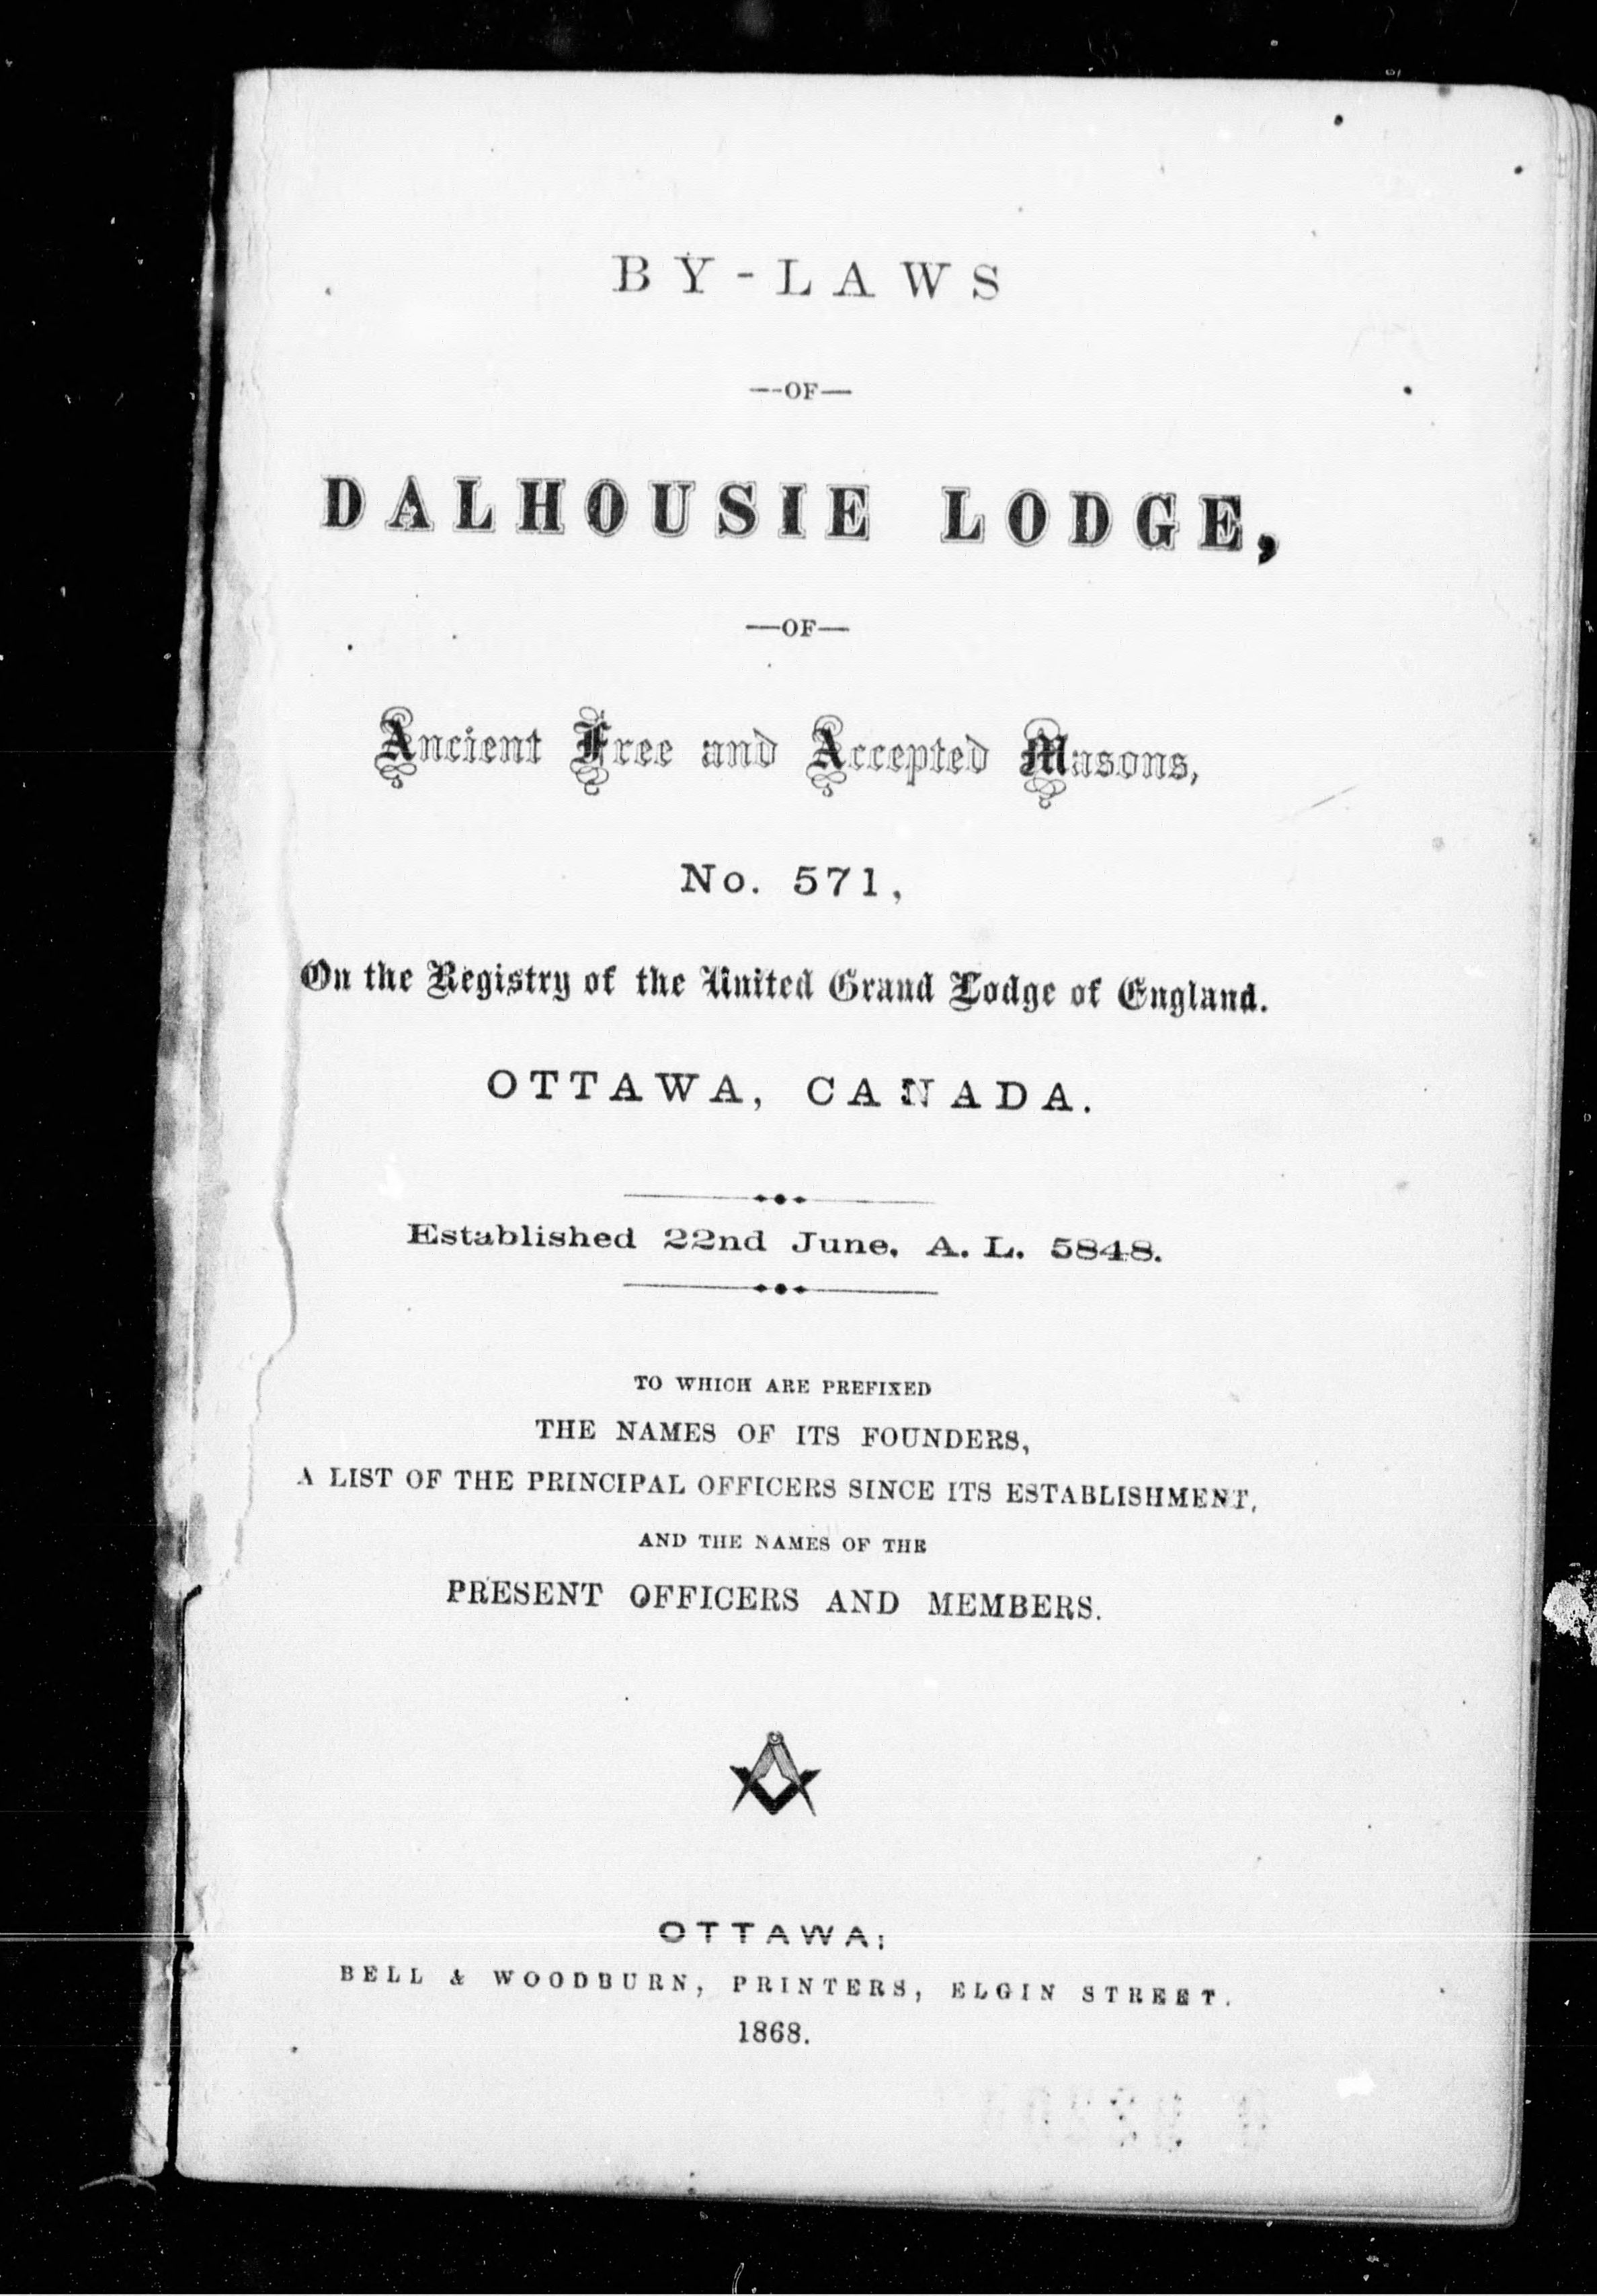 BY-LAWS
—OF—
DALHOUSIE LODGE,
—OF—
Ancient Free and Accepted Masons,
No. 571,
On the Registry of the United Grand Lodge of England.
OTTAWA, CANADA.
Established 22nd June, A. L. 5848.
TO WHICH ARE PREFIXED
THE NAMES OF ITS FOUNDERS,
A LIST OF THE PRINCIPAL OFFICERS SINCE ITS ESTABLISHMENT,
AND THE NAMES OF THE
PRESENT OFFICERS AND MEMBERS.
OTTAWA:
BELL & WOODBURN, PRINTERS, ELGIN STREET.
1868.